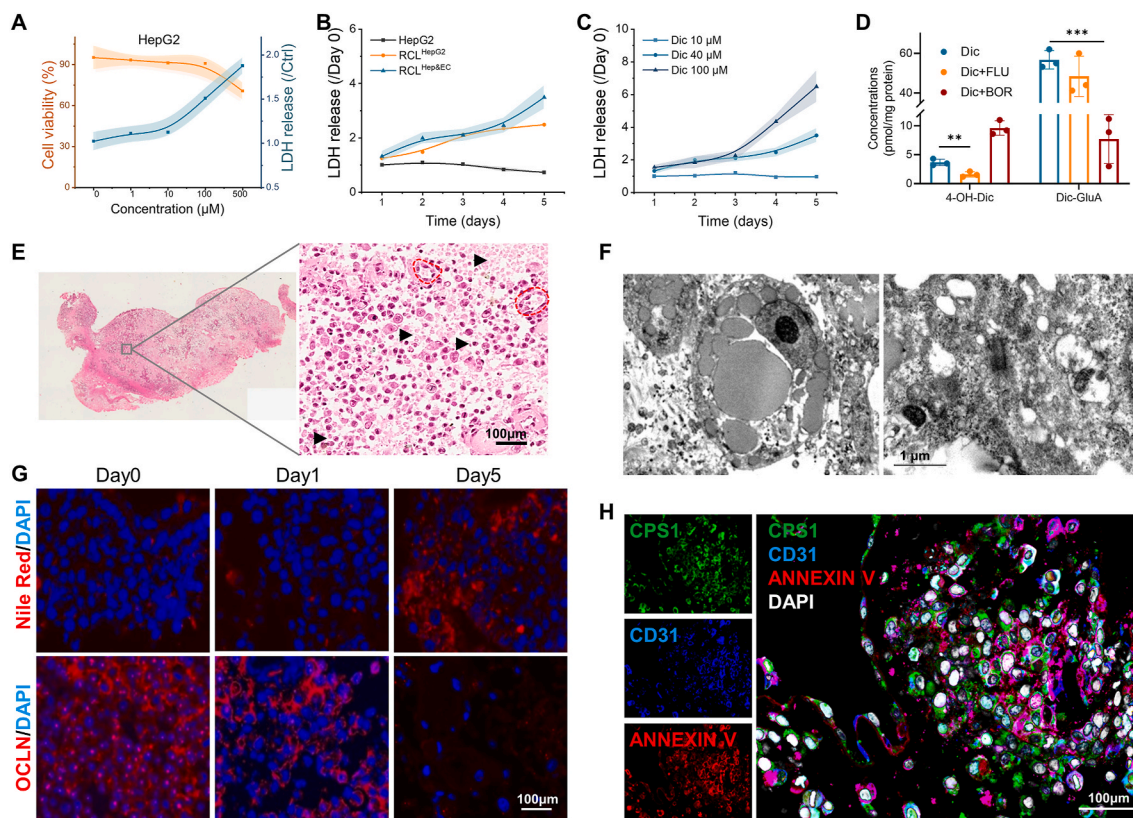 A
HepG2
Cell viability (%)
90
60
30
0
LDH release (/Ctrl)
2.0
1.5
1.0
0.5
0
1
10
100
500
Concentration (µM)
B
LDH release (/Day 0)
6
4
2
0
HepG2
RCL^HepG2
RCL^Hep&EC
1 2 3 4 5
Time (days)
C
LDH release (/Day 0)
10
8
6
4
2
0
Dic 10 µM
Dic 40 µM
Dic 100 µM
1 2 3 4 5
Time (days)
D
Concentrations
(pmol/mg protein)
60
40
10
5
0
Dic
Dic+FLU
Dic+BOR
**
***
4-OH-Dic
Dic-GluA
E
100µm
F
1 µm
G
Day0 Day1 Day5
Nile Red/DAPI
OCLN/DAPI
100µm
H
CPS1
CD31
ANNEXIN V
CPS1
CD31
ANNEXIN V
DAPI
100µm